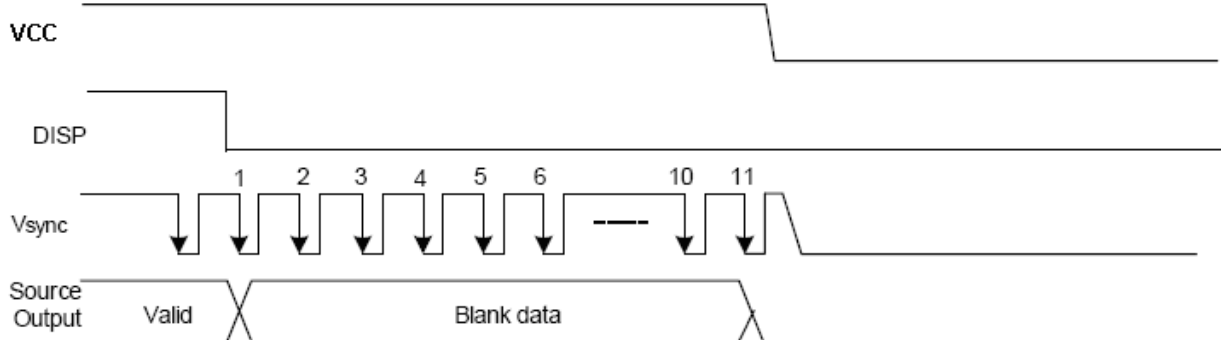 VCC
DISP
1 2 3 4 5 6 10 11
Vsync
Source
Output
Valid
Blank data